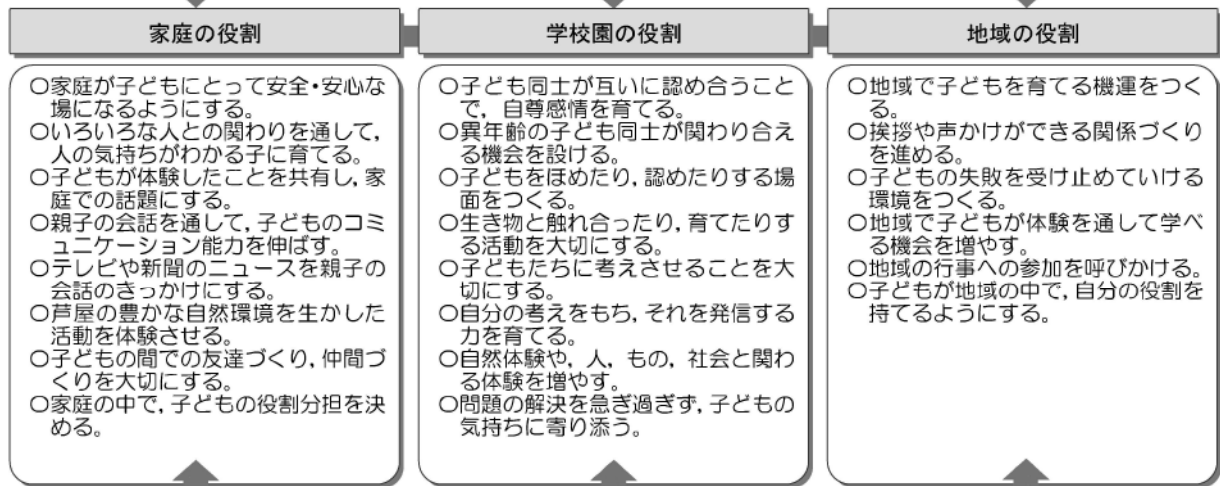 家庭の役割
〇家庭が子どもにとって安全・安心な
場になるようにする。
〇いろいろな人との関わりを通して,
人の気持ちがわかる子に育てる。
〇子どもが体験したことを共有し,家
庭での話題にする。
〇親子の会話を通して,子どものコミ
ュニケーション能力を伸ばす。
〇テレビや新聞のニュースを親子の
会話のきっかけにする。
〇芦屋の豊かな自然環境を生かした
活動を体験させる。
〇子どもの間での友達づくり,仲間づ
くりを大切にする。
〇家庭の中で,子どもの役割分担を決
める。
学校園の役割
〇子ども同士が互いに認め合うこと
で,自尊感情を育てる。
〇異年齢の子ども同士が関わり合え
る機会を設ける。
〇子どもをほめたり,認めたりする場
面をつくる。
〇生き物と触れ合ったり,育てたりす
る活動を大切にする。
〇子どもたちに考えさせることを大
切にする。
〇自分の考えをもち,それを発信する
力を育てる。
〇自然体験や,人,もの,社会と関わ
る体験を増やす。
〇問題の解決を急ぎ過ぎず,子どもの
気持ちに寄り添う。
地域の役割
〇地域で子どもを育てる機運をつく
る。
〇挨拶や声かけができる関係づくり
を進める。
〇子どもの失敗を受け止めていける
環境をつくる。
〇地域で子どもが体験を通して学べ
る機会を増やす。
〇地域の行事への参加を呼びかける。
〇子どもが地域の中で,自分の役割を
持てるようにする。